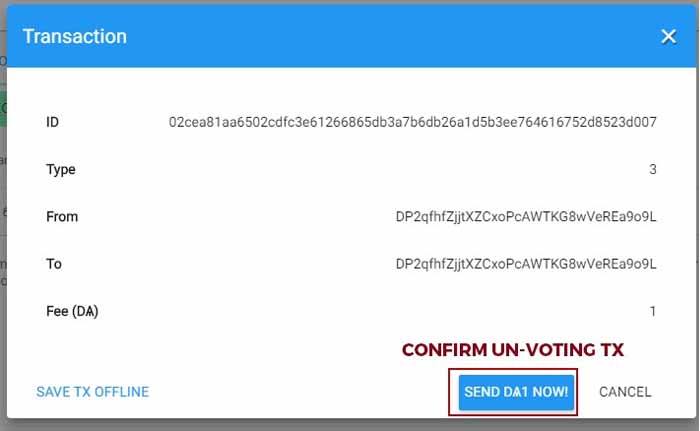 Transaction
ID 02cea81aa6502cdfc3e61266865db3a7b6db26a1d5b3ee764616752d8523d007
Type 3
From DP2qfhfZjjtXZCxoPcAWTKG8wVeREa9o9L
To DP2qfhfZjjtXZCxoPcAWTKG8wVeREa9o9L
Fee (DѦ) 1
CONFIRM UN-VOTING TX
SAVE TX OFFLINE SEND DѦ1 NOW! CANCEL